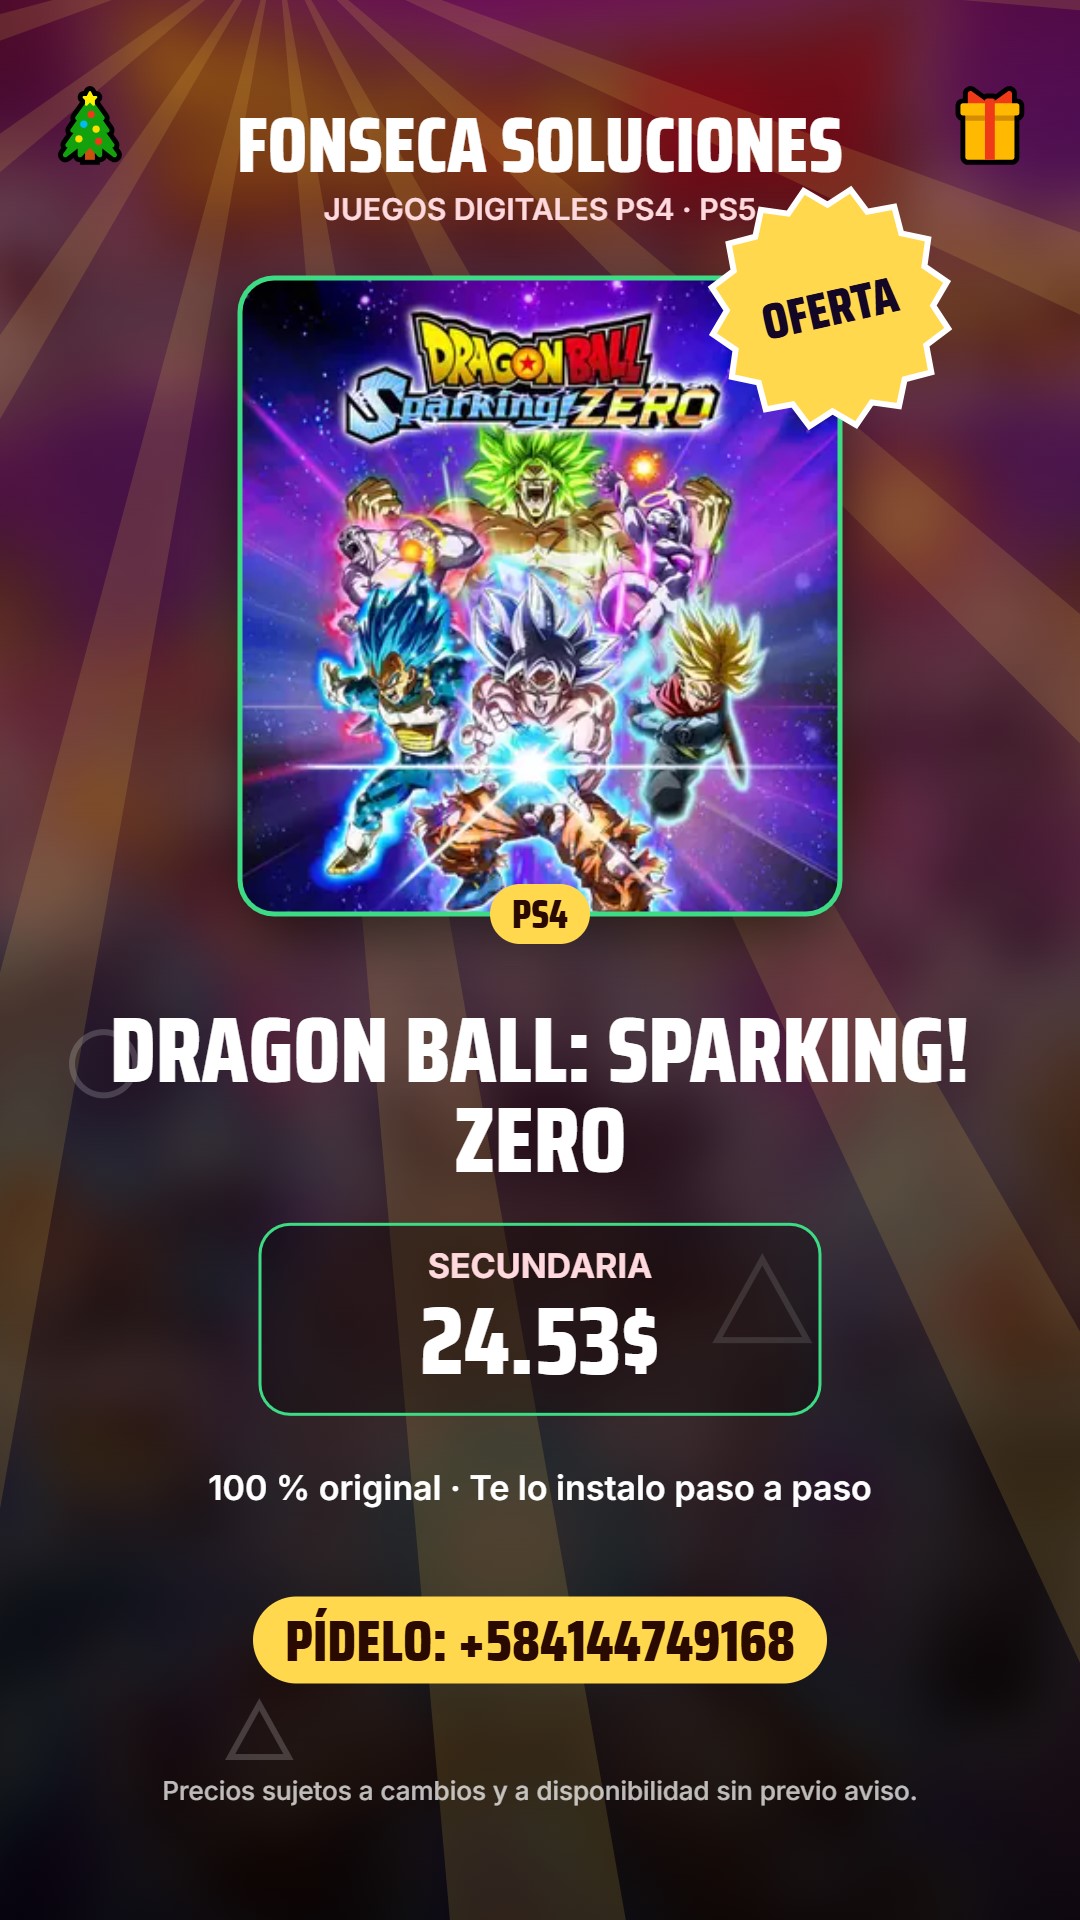 FONSECA SOLUCIONES
JUEGOS DIGITALES PS4 · PS5
OFERTA
DRAGON BALL
Sparking! ZERO
PS4
DRAGON BALL: SPARKING!
ZERO
SECUNDARIA
24.53$
100 % original · Te lo instalo paso a paso
PÍDELO: +584144749168
Precios sujetos a cambios y a disponibilidad sin previo aviso.